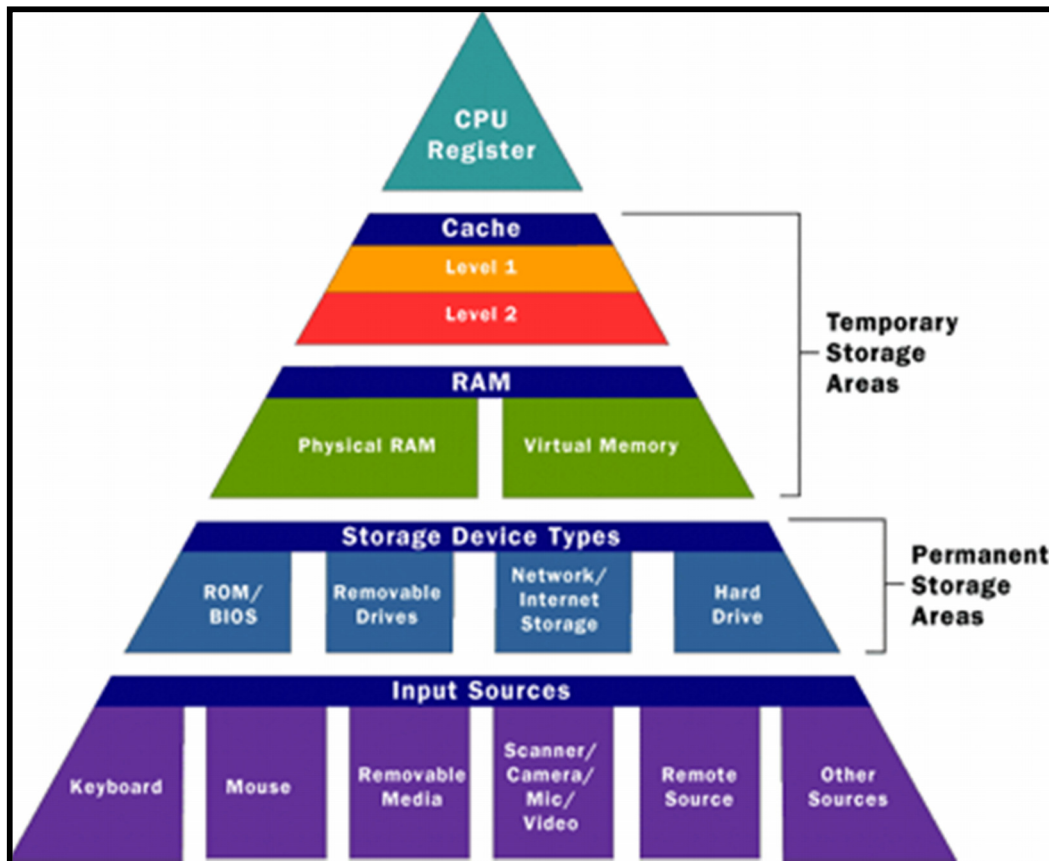 CPU
Register
Cache
Level 1
Level 2
Temporary
Storage
Areas
RAM
Physical RAM
Virtual Memory
Storage Device Types
ROM/
BIOS
Removable
Drives
Network/
Internet
Storage
Hard
Drive
Permanent
Storage
Areas
Input Sources
Keyboard
Mouse
Removable
Media
Scanner/
Camera/
Mic/
Video
Remote
Source
Other
Sources